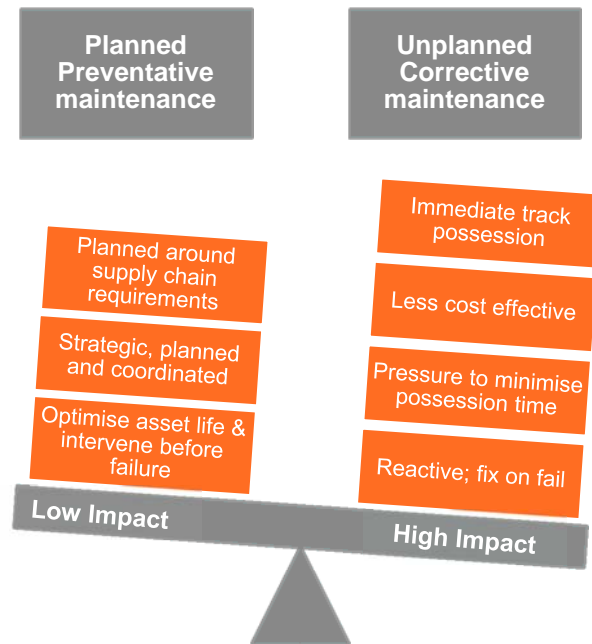 Planned
Preventative
maintenance
Unplanned
Corrective
maintenance
Planned around
supply chain
requirements
Strategic, planned
and coordinated
Optimise asset life &
intervene before
failure
Low Impact
Immediate track
possession
Less cost effective
Pressure to minimise
possession time
Reactive; fix on fail
High Impact